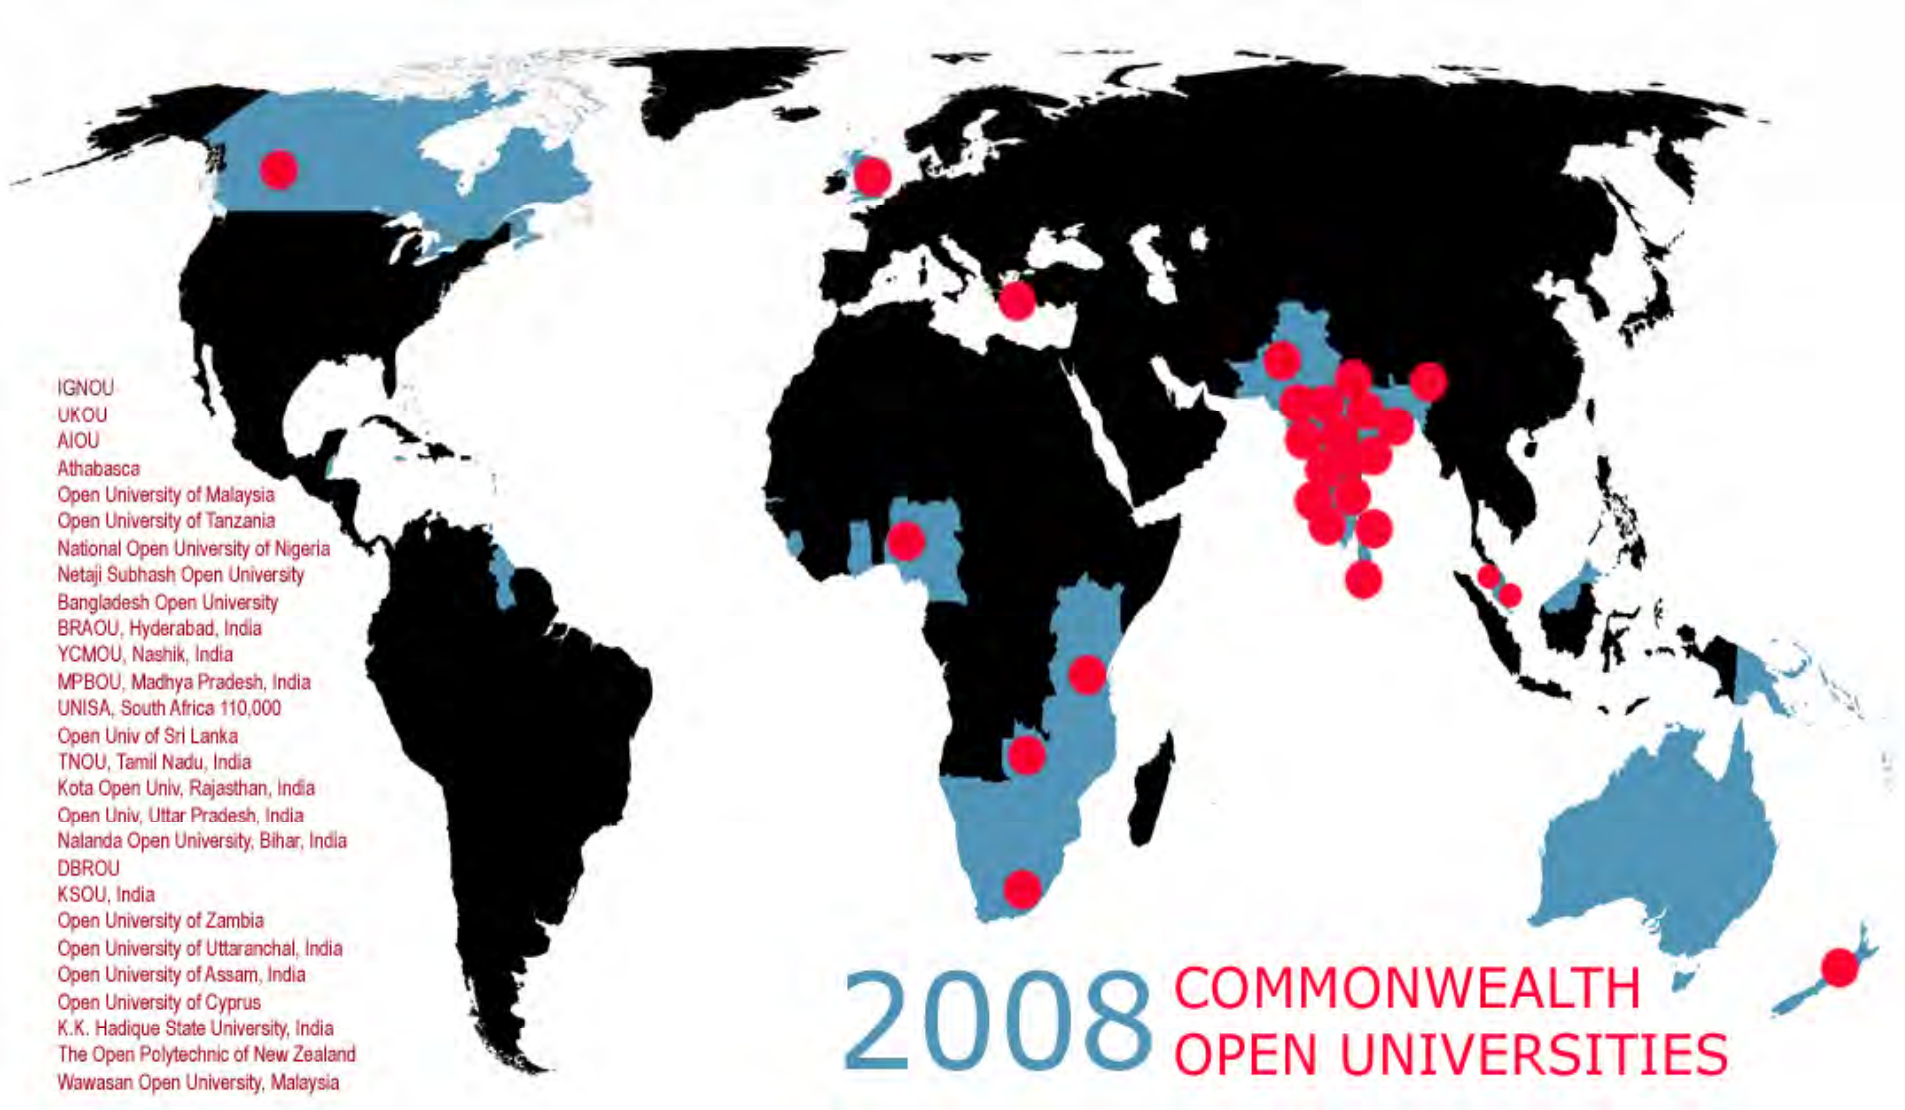 IGNOU
UKOU
AIOU
Athabasca
Open University of Malaysia
Open University of Tanzania
National Open University of Nigeria
Netaji Subhash Open University
Bangladesh Open University
BRAOU, Hyderabad, India
YCMOU, Nashik, India
MPBOU, Madhya Pradesh, India
UNISA, South Africa 110,000
Open Univ of Sri Lanka
TNOU, Tamil Nadu, India
Kota Open Univ, Rajasthan, India
Open Univ, Uttar Pradesh, India
Nalanda Open University, Bihar, India
DBROU
KSOU, India
Open University of Zambia
Open University of Uttaranchal, India
Open University of Assam, India
Open University of Cyprus
K.K. Hadique State University, India
The Open Polytechnic of New Zealand
Wawasan Open University, Malaysia
2008 COMMONWEALTH
OPEN UNIVERSITIES